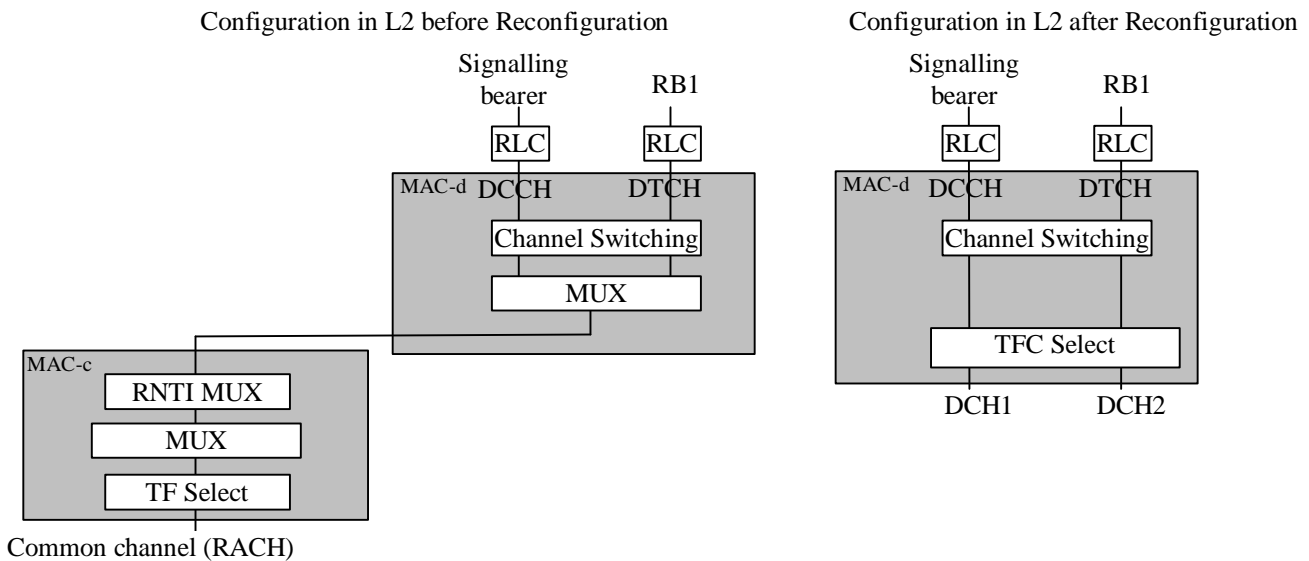 Configuration in L2 before Reconfiguration
Signalling
bearer
RB1
RLC
RLC
MAC-d
DCCH
DTCH
Channel Switching
MUX
MAC-c
RNTI MUX
MUX
TF Select
Common channel (RACH)
Configuration in L2 after Reconfiguration
Signalling
bearer
RB1
RLC
RLC
MAC-d
DCCH
DTCH
Channel Switching
TFC Select
DCH1
DCH2